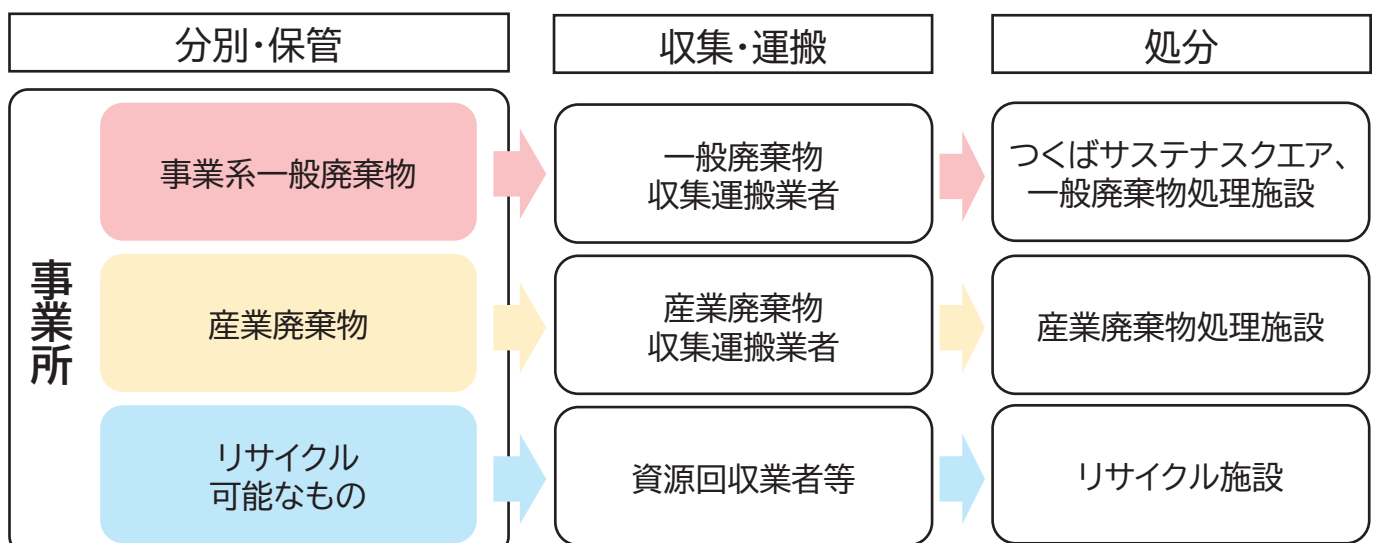 分別・保管
収集・運搬
処分
事業所
事業系一般廃棄物
一般廃棄物
収集運搬業者
つくばサステナスクエア、
一般廃棄物処理施設
産業廃棄物
産業廃棄物
収集運搬業者
産業廃棄物処理施設
リサイクル
可能なもの
資源回収業者等
リサイクル施設